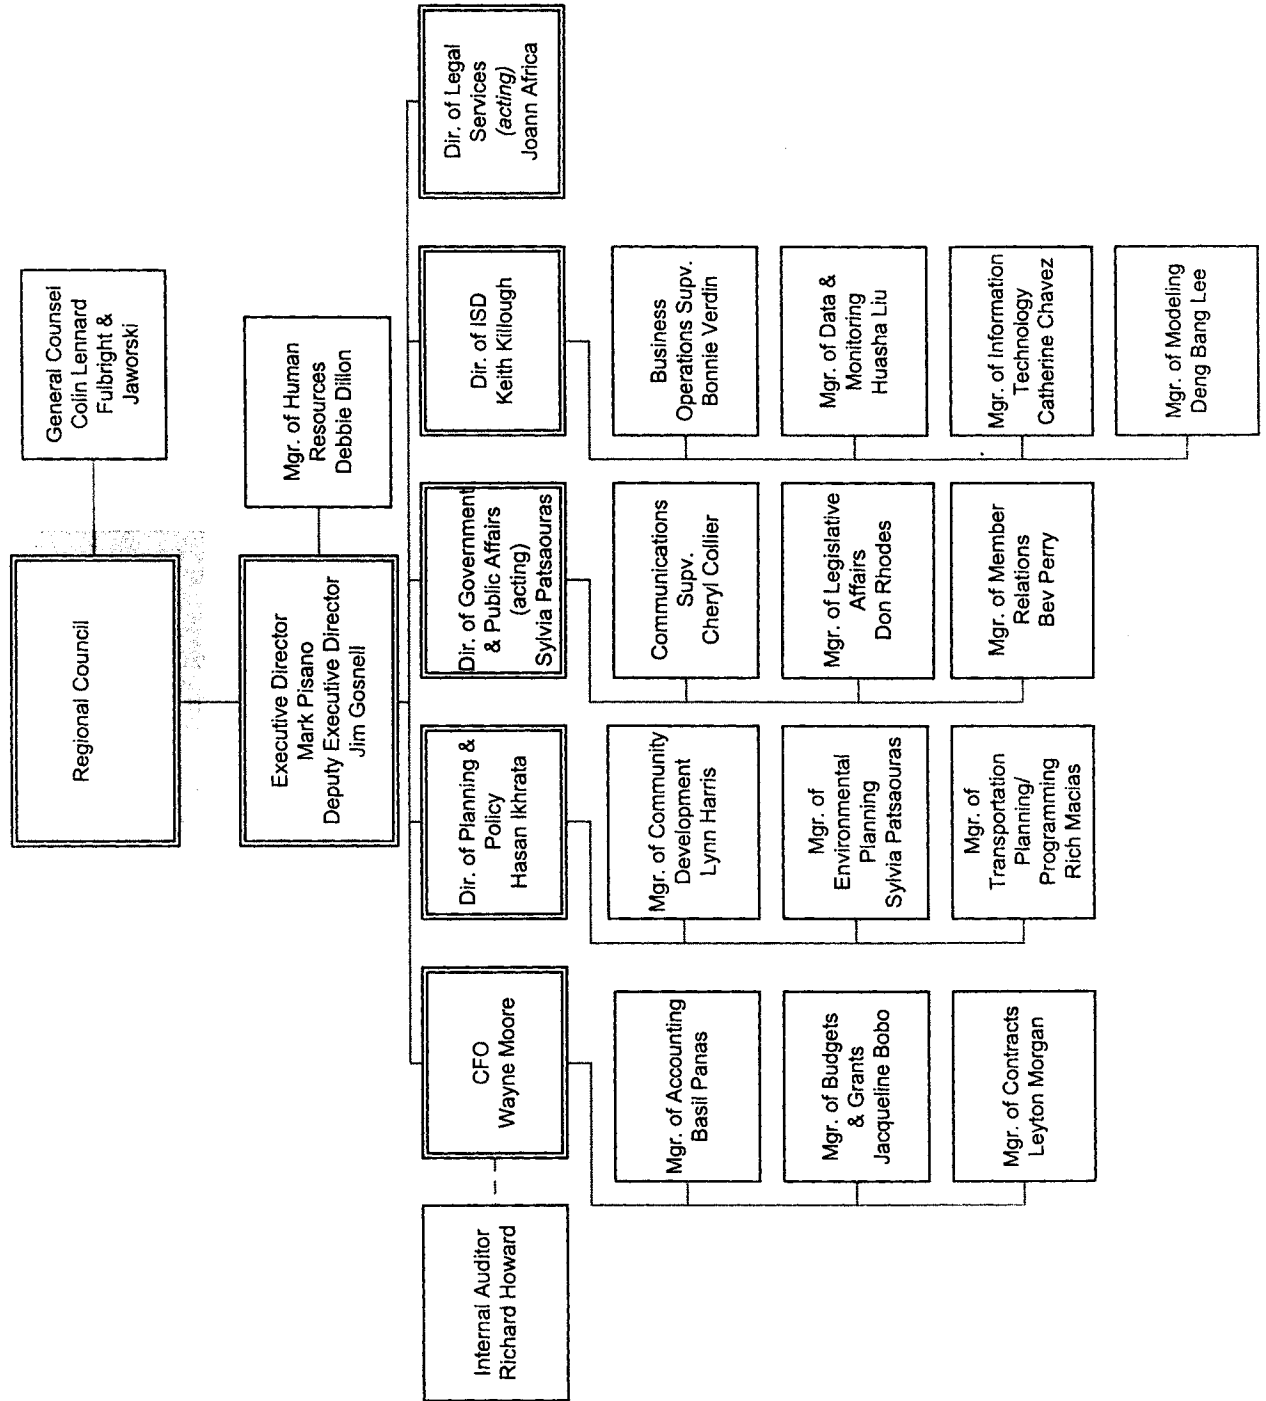 Regional Council
General Counsel
Colin Lennard
Fulbright &
Jaworski
Executive Director
Mark Pisano
Deputy Executive Director
Jim Gosnell
Mgr. of Human
Resources
Debbie Dillon
Internal Auditor
Richard Howard
CFO
Wayne Moore
Mgr. of Accounting
Basil Panas
Mgr. of Budgets
& Grants
Jacqueline Bobo
Mgr. of Contracts
Leyton Morgan
Dir. of Planning &
Policy
Hasan Ikhrata
Mgr. of Community
Development
Lynn Harris
Mgr. of
Environmental
Planning
Sylvia Patsaouras
Mgr. of
Transportation
Planning/
Programming
Rich Macias
Dir. of Government
& Public Affairs
(acting)
Sylvia Patsaouras
Communications
Supv.
Cheryl Collier
Mgr. of Legislative
Affairs
Don Rhodes
Mgr. of Member
Relations
Bev Perry
Dir. of ISD
Keith Killough
Business
Operations Supv.
Bonnie Verdin
Mgr. of Data &
Monitoring
Huasha Liu
Mgr. of Information
Technology
Catherine Chavez
Mgr. of Modeling
Deng Bang Lee
Dir. of Legal
Services
(acting)
Joann Africa